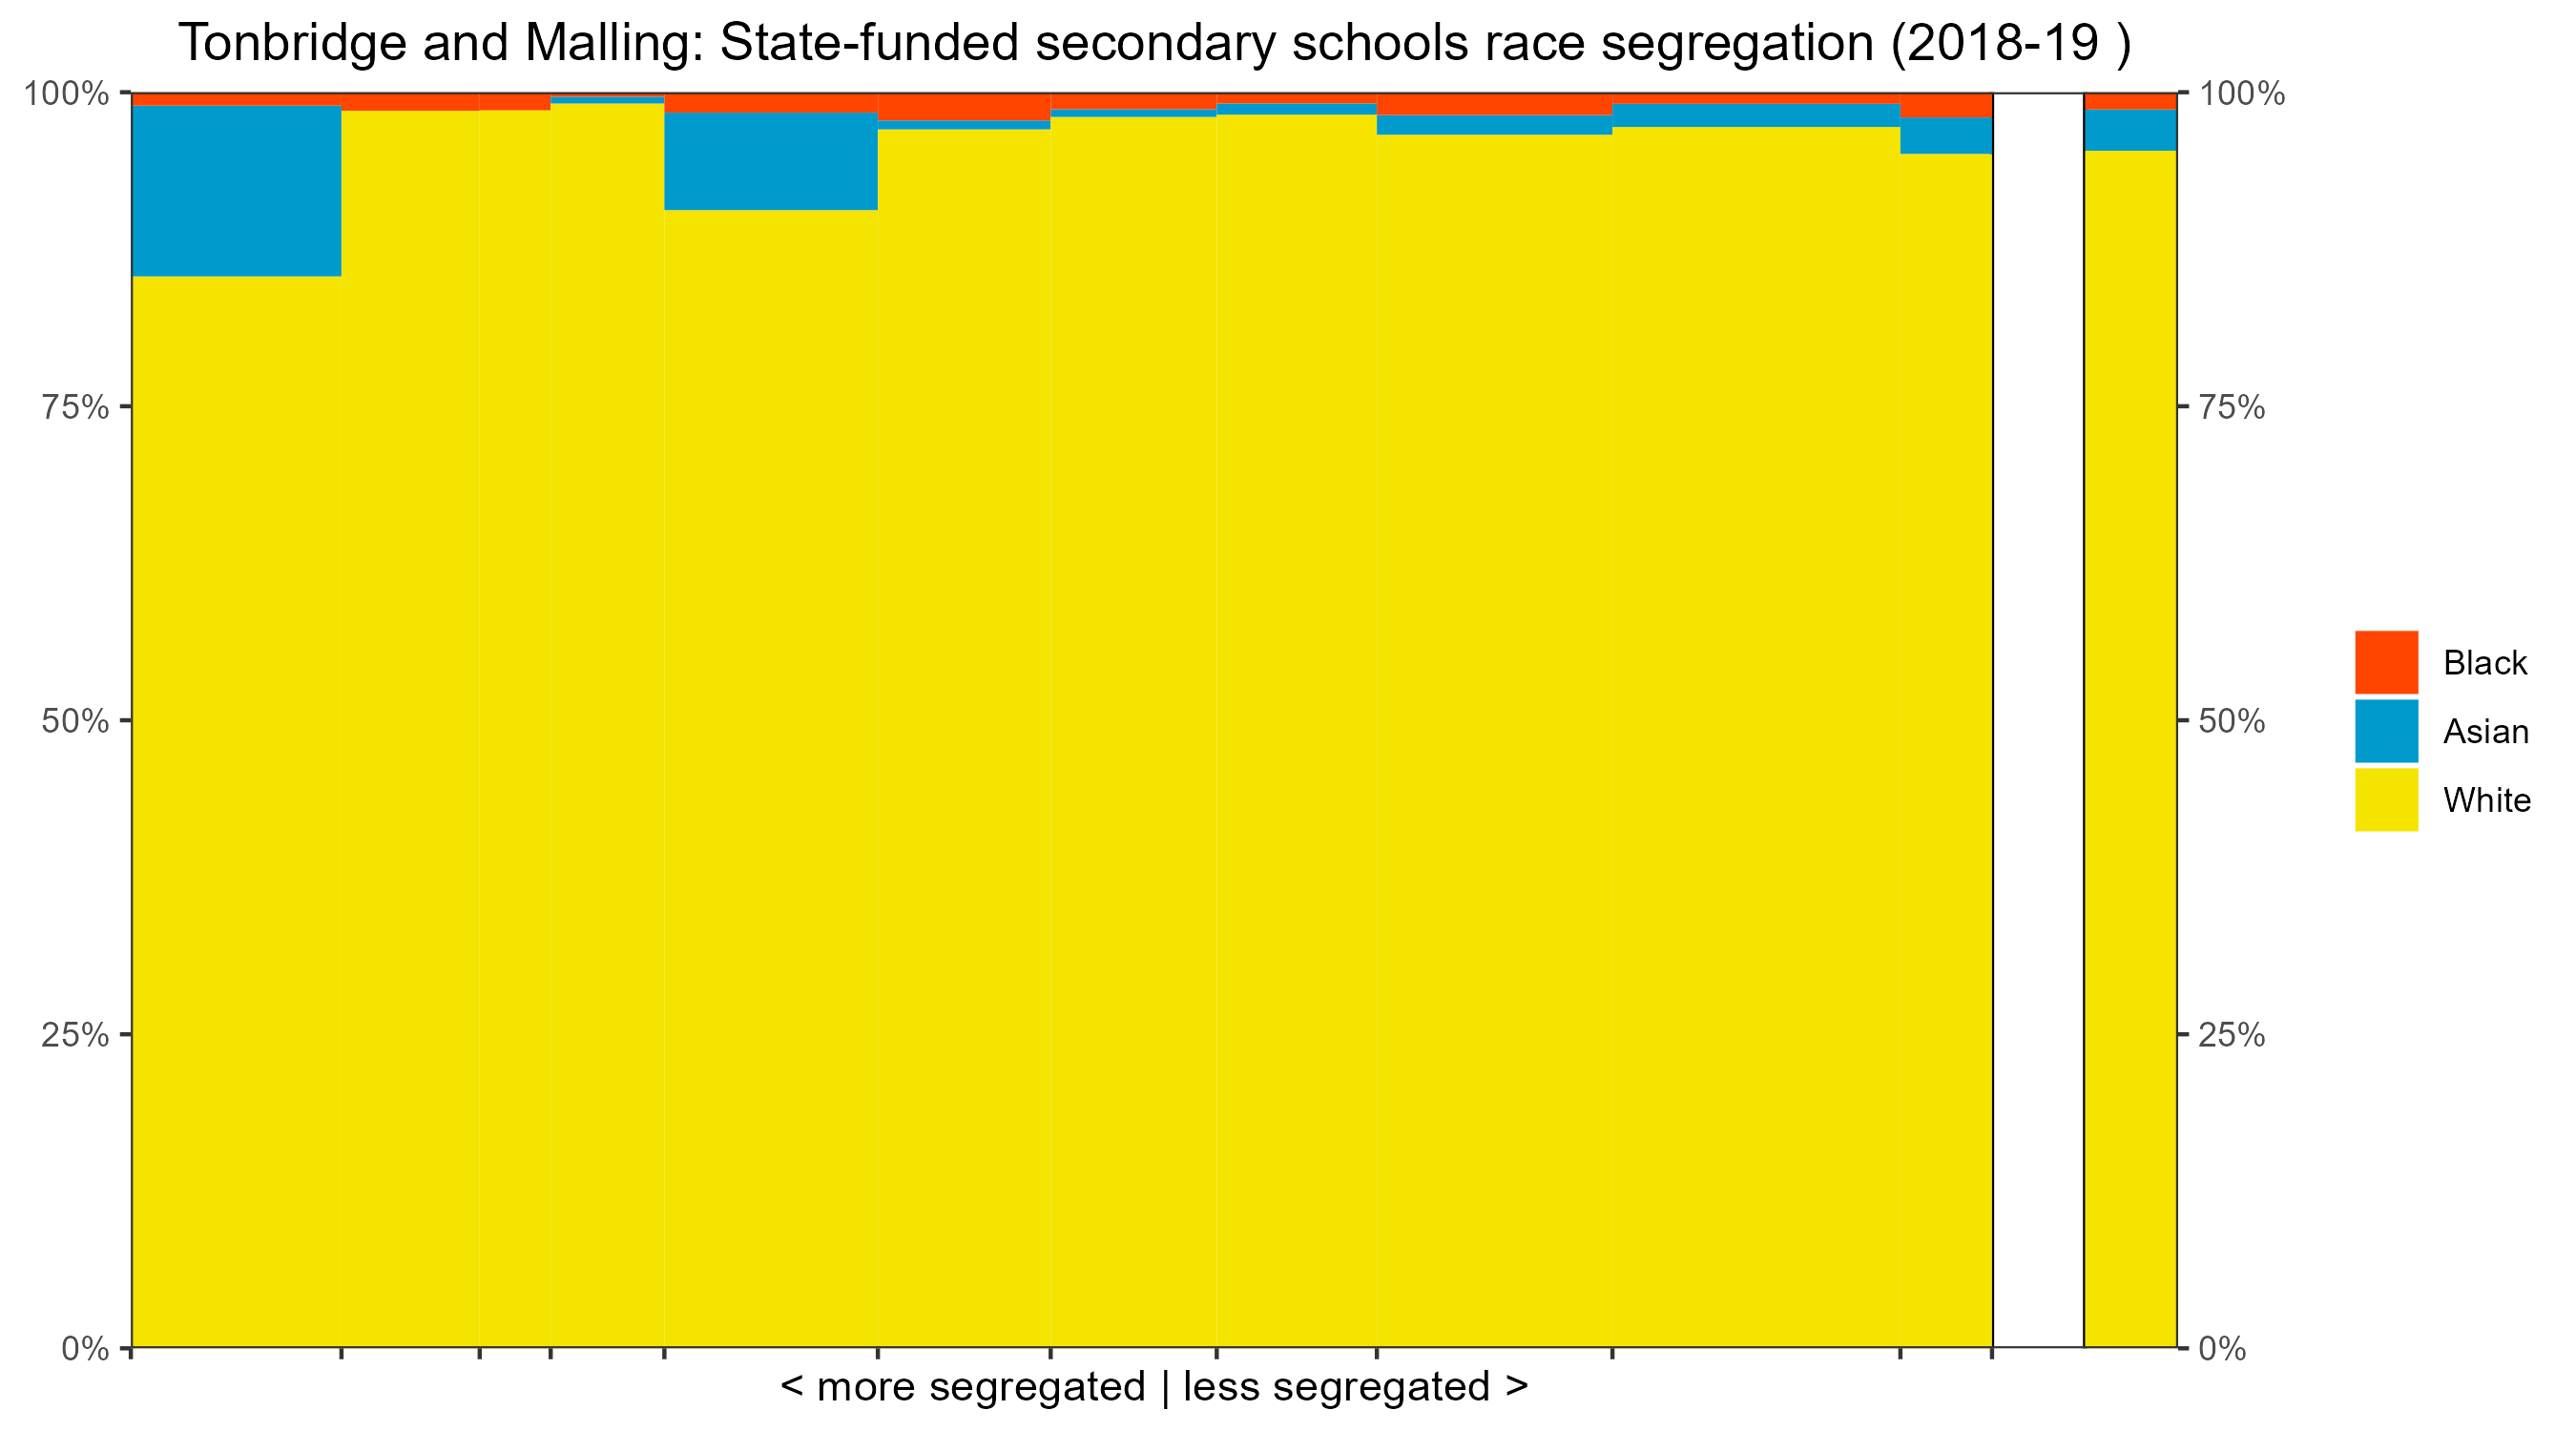 Tonbridge and Malling: State-funded secondary schools race segregation (2018-19 )
100%
75%
50%
25%
0%
100%
75%
50%
25%
0%
Black
Asian
White
< more segregated | less segregated >